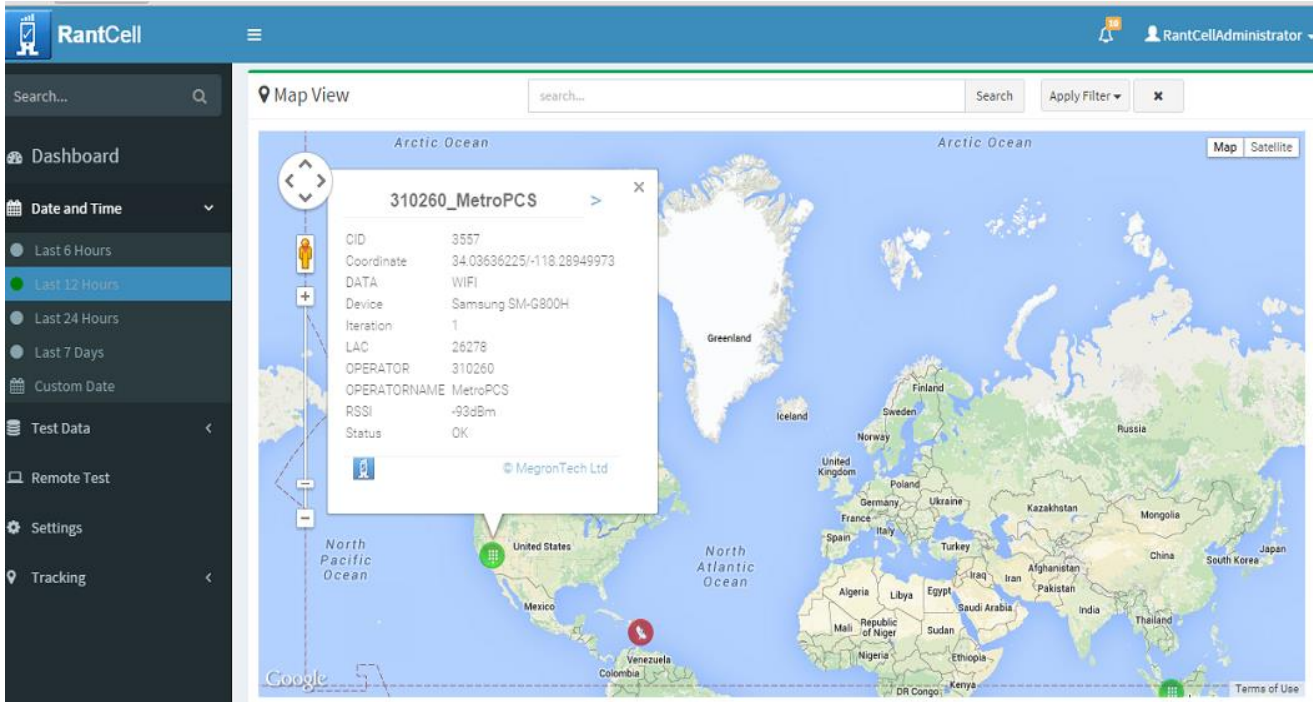 RantCell
10
RantCellAdministrator
Search...
Dashboard
Date and Time
Last 6 Hours
Last 12 Hours
Last 24 Hours
Last 7 Days
Custom Date
Test Data
Remote Test
Settings
Tracking
Map View
search...
Search
Apply Filter
Arctic Ocean
Arctic Ocean
Map
Satellite
310260_MetroPCS >
CID 3557
Coordinate 34.03636225/-118.28949973
DATA WIFI
Device Samsung SM-G800H
Iteration 1
LAC 26278
OPERATOR 310260
OPERATORNAME MetroPCS
RSSI -93dBm
Status OK
© MegronTech Ltd
Greenland
Iceland
Finland
Sweden
Norway
Russia
United
Kingdom
Poland
Germany
Ukraine
France
Kazakhstan
Mongolia
Spain
Italy
Turkey
China
Japan
South Korea
North
Pacific
Ocean
United States
North
Atlantic
Ocean
Afghanistan
Iraq
Iran
Pakistan
Algeria
Libya
Egypt
Saudi Arabia
India
Thailand
Mexico
Mali
Republic
of Niger
Sudan
Venezuela
Nigeria
Ethiopia
Colombia
DR Congo
Kenya
Google
Terms of Use